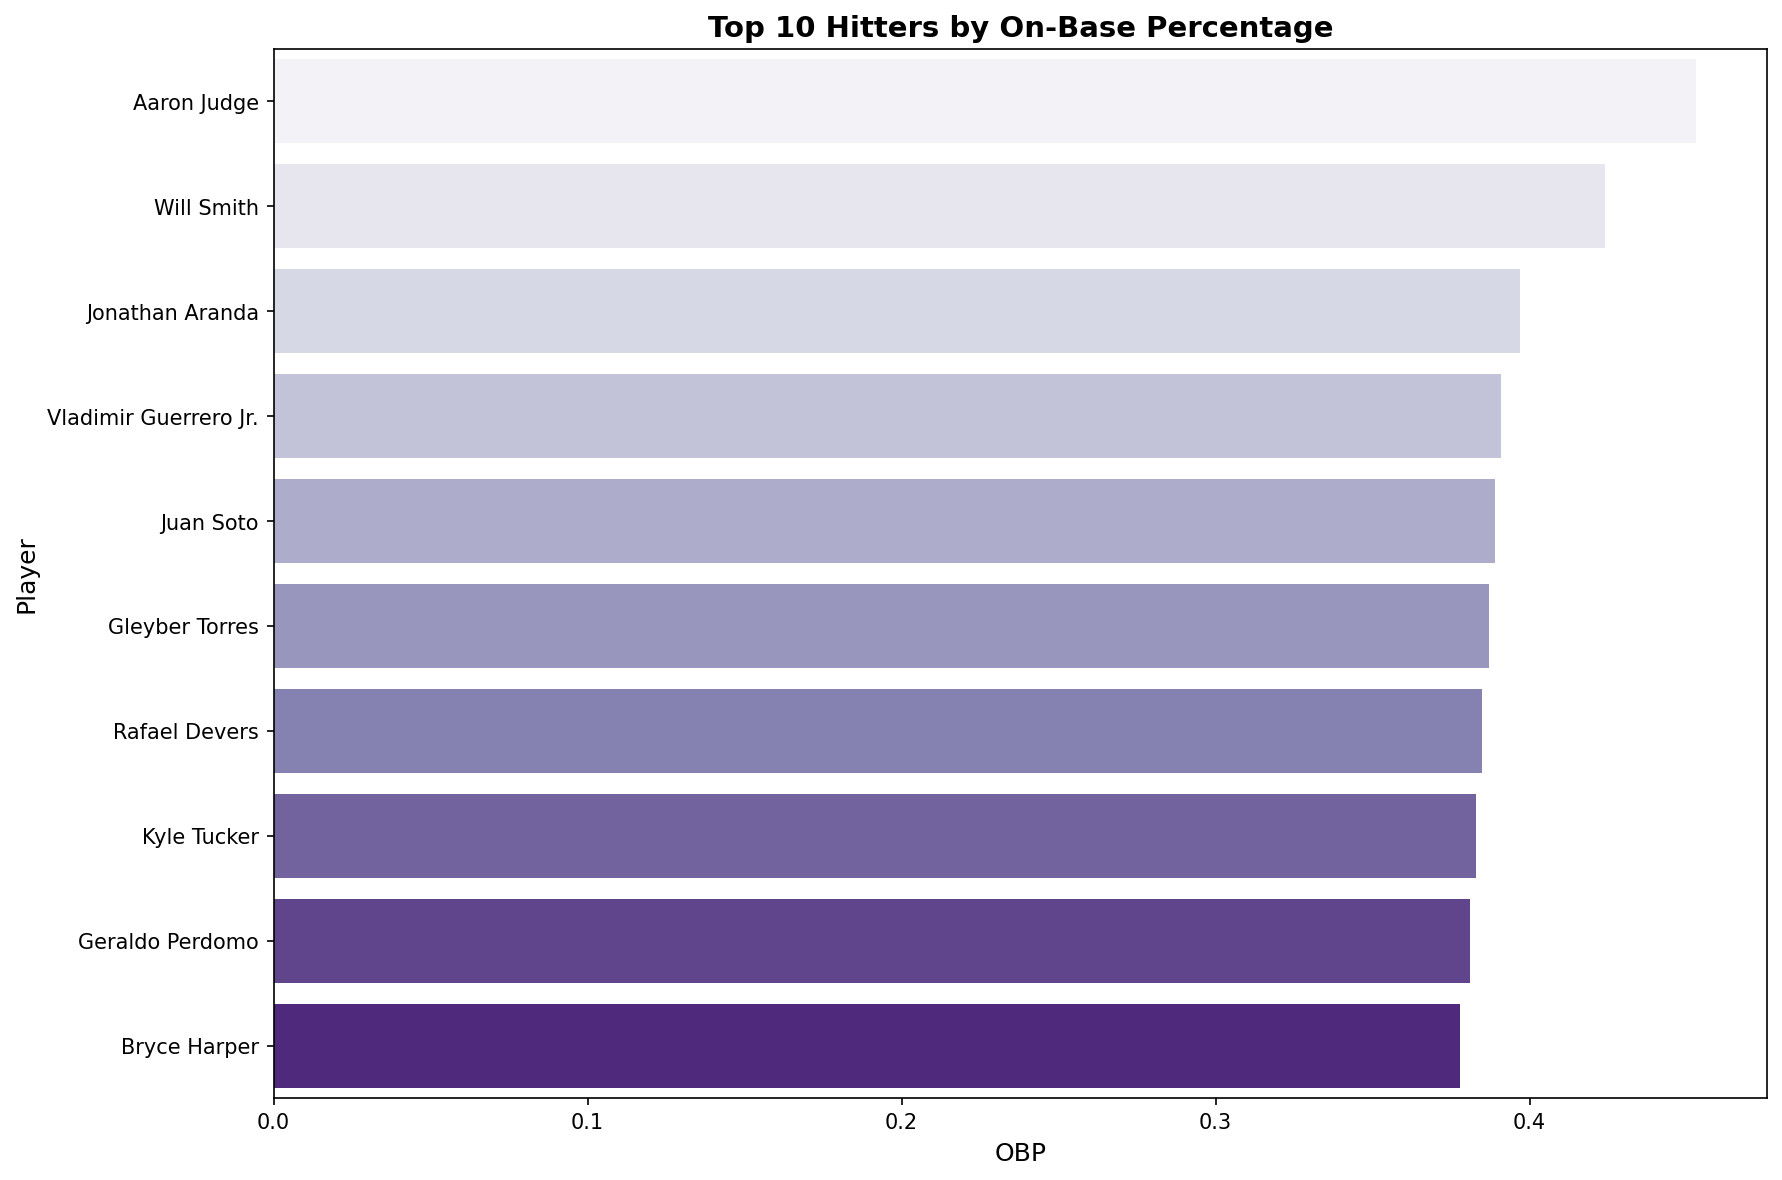 Top 10 Hitters by On-Base Percentage
Aaron Judge
Will Smith
Jonathan Aranda
Vladimir Guerrero Jr.
Juan Soto
Gleyber Torres
Rafael Devers
Kyle Tucker
Geraldo Perdomo
Bryce Harper
Player
0.0 0.1 0.2 0.3 0.4
OBP